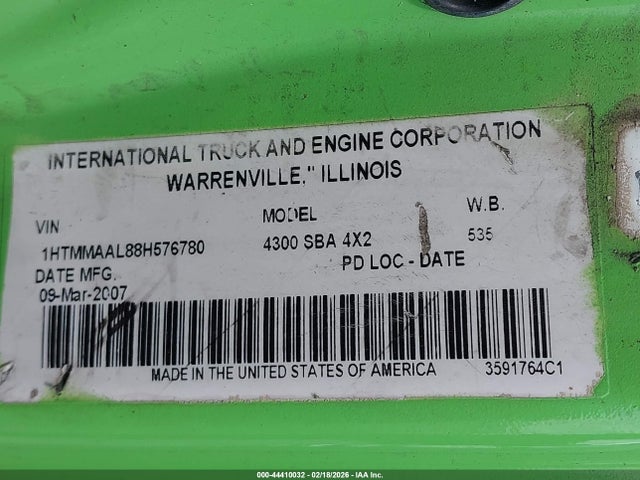 INTERNATIONAL TRUCK AND ENGINE CORPORATION
WARRENVILLE," ILLINOIS
VIN MODEL W.B.
1HTMMAAL88H576780 4300 SBA 4X2 535
DATE MFG. PD LOC - DATE
09-Mar-2007
MADE IN THE UNITED STATES OF AMERICA 3591764C1
000-44410032 - 02/18/2026 - IAA Inc.